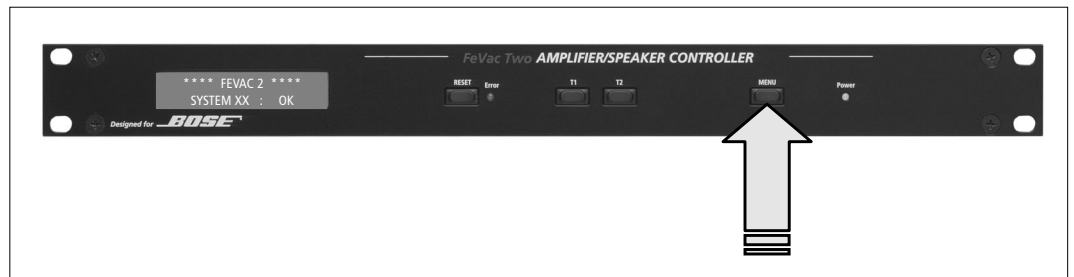 FeVac Two AMPLIFIER/SPEAKER CONTROLLER
* * * * FEVAC 2 * * * *
SYSTEM XX : OK
RESET Error T1 T2 MENU Power
Designed for BOSE